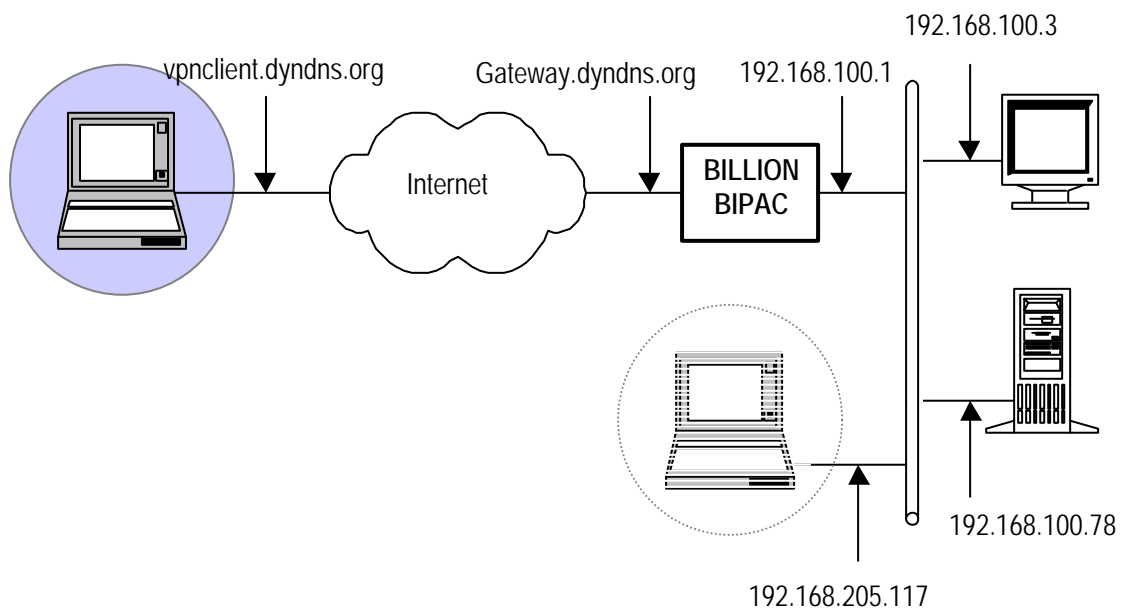 192.168.100.3
vpnclient.dyndns.org
Gateway.dyndns.org
192.168.100.1
Internet
BILLION
BIPAC
192.168.100.78
192.168.205.117